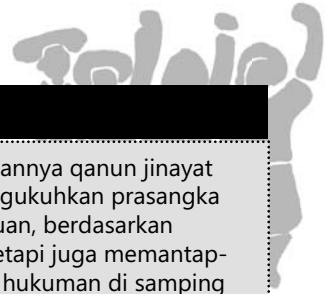 annya qanun jinayat
gukuhkan prasangka
uan, berdasarkan
etapi juga memantap-
hukuman di samping